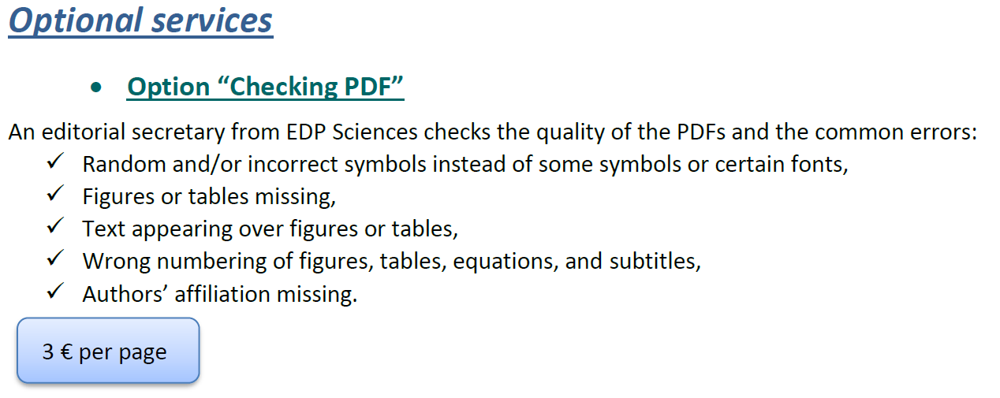 Optional services
• Option “Checking PDF”
An editorial secretary from EDP Sciences checks the quality of the PDFs and the common errors:
✓ Random and/or incorrect symbols instead of some symbols or certain fonts,
✓ Figures or tables missing,
✓ Text appearing over figures or tables,
✓ Wrong numbering of figures, tables, equations, and subtitles,
✓ Authors’ affiliation missing.
3 € per page